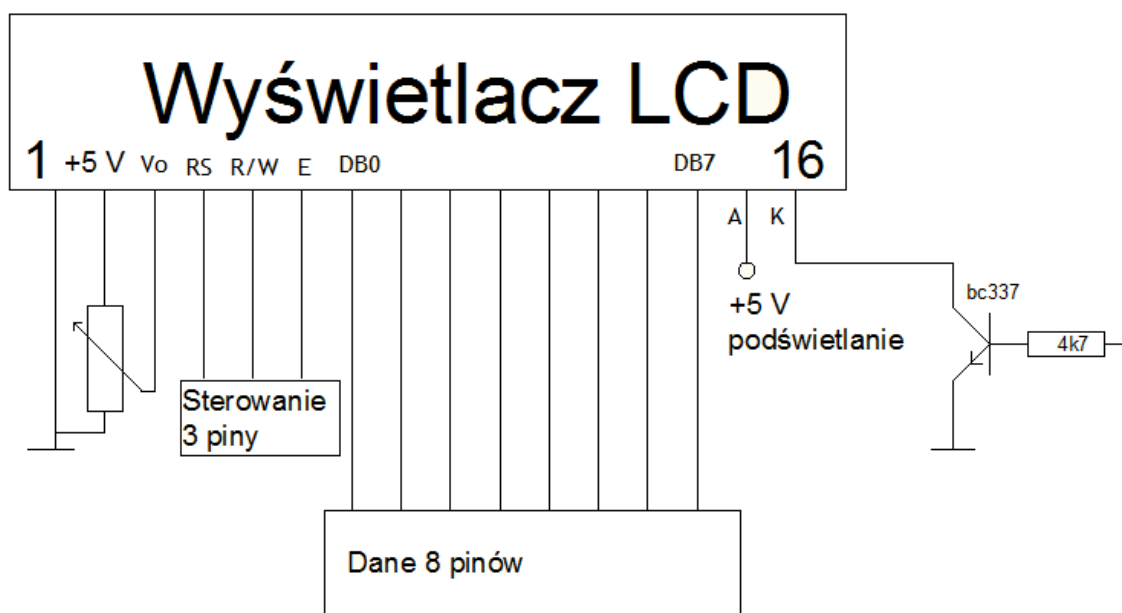 Wyświetlacz LCD
1 +5 V Vo RS R/W E DB0 DB7 16
A K
+5 V
podświetlanie
bc337
4k7
Sterowanie
3 piny
Dane 8 pinów